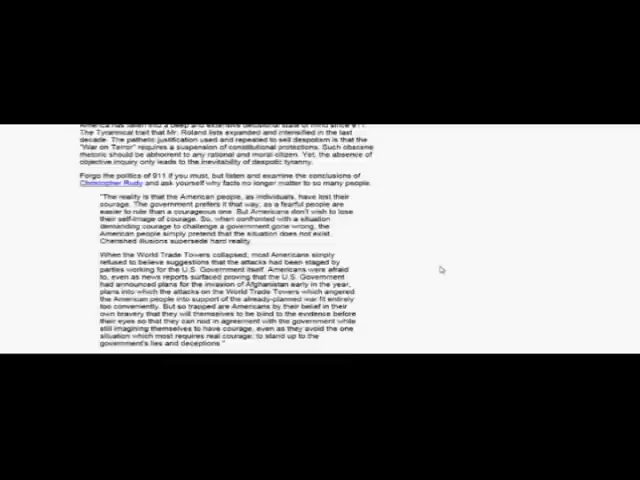 America has fallen into a deep and extensive delusional state of mind since 911.
The Tyrannical trait that Mr. Roland lists expanded and intensified in the last
decade. The pathetic justification used and repeated to sell despotism is that the
"War on Terror" requires a suspension of constitutional protections. Such obscene
rhetoric should be abhorrent to any rational and moral citizen. Yet, the absence of
objective inquiry only leads to the inevitability of despotic tyranny.
Forgo the politics of 911 if you must, but listen and examine the conclusions of
Christopher Rudy and ask yourself why facts no longer matter to so many people.
"The reality is that the American people, as individuals, have lost their
courage. The government prefers it that way, as a fearful people are
easier to rule than a courageous one. But Americans don't wish to lose
their self-image of courage. So, when confronted with a situation
demanding courage to challenge a government gone wrong, the
American people simply pretend that the situation does not exist.
Cherished illusions supersede hard reality.
When the World Trade Towers collapsed, most Americans simply
refused to believe suggestions that the attacks had been staged by
parties working for the U.S. Government itself. Americans were afraid
to, even as news reports surfaced proving that the U.S. Government
had announced plans for the invasion of Afghanistan early in the year,
plans into which the attacks on the World Trade Towers which angered
the American people into support of the already-planned war fit entirely
too conveniently. But so trapped are Americans by their belief in their
own bravery that they will themselves to be blind to the evidence before
their eyes so that they can nod in agreement with the government while
still imagining themselves to have courage, even as they avoid the one
situation which most requires real courage; to stand up to the
government's lies and deceptions."